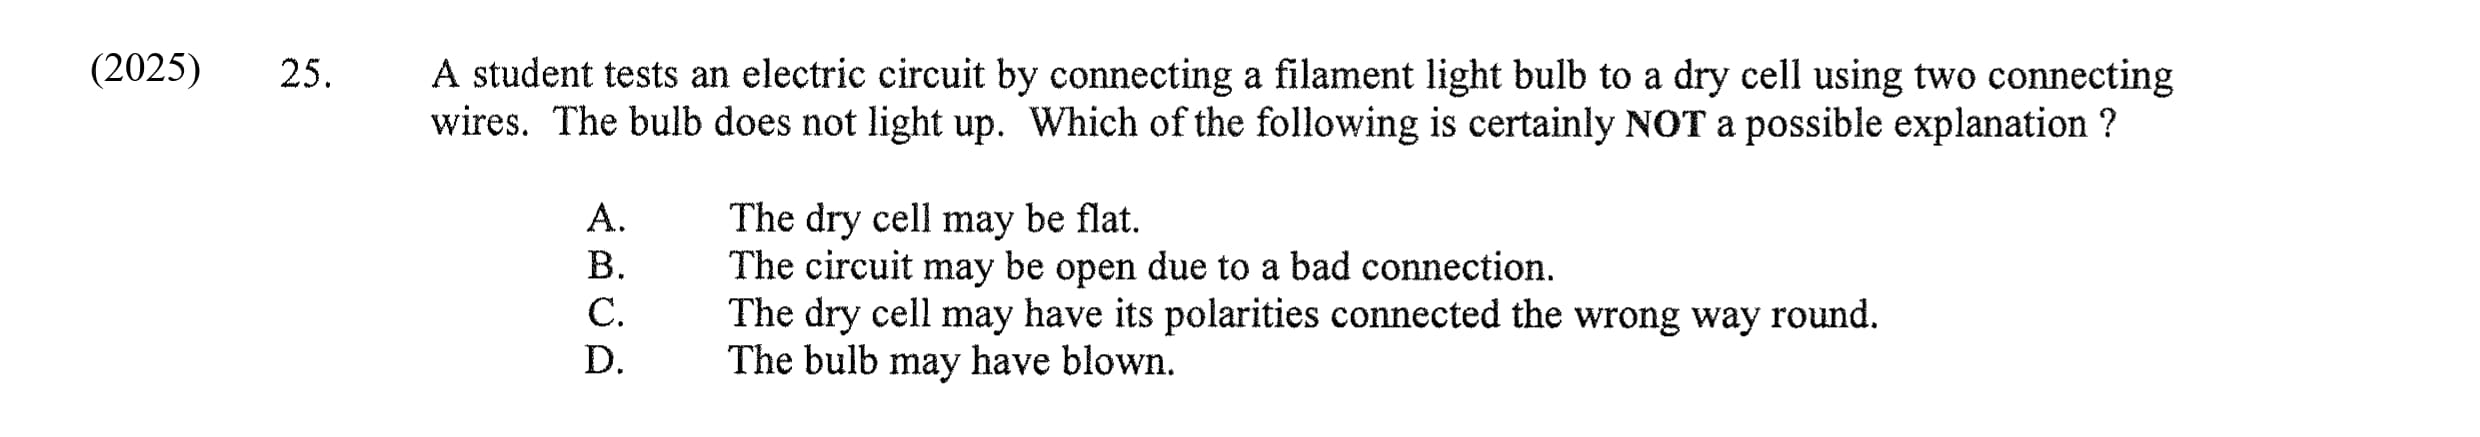 (2025) 25. A student tests an electric circuit by connecting a filament light bulb to a dry cell using two connecting
wires. The bulb does not light up. Which of the following is certainly NOT a possible explanation ?
A. The dry cell may be flat.
B. The circuit may be open due to a bad connection.
C. The dry cell may have its polarities connected the wrong way round.
D. The bulb may have blown.